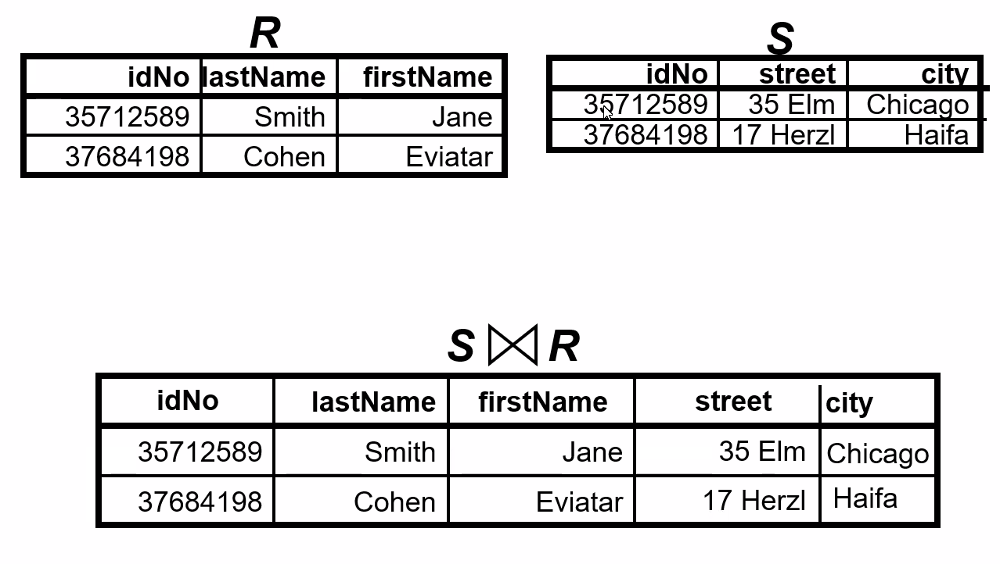 R
idNo lastName firstName
35712589 Smith Jane
37684198 Cohen Eviatar
S
idNo street city
35712589 35 Elm Chicago
37684198 17 Herzl Haifa
S ⋈ R
idNo lastName firstName street city
35712589 Smith Jane 35 Elm Chicago
37684198 Cohen Eviatar 17 Herzl Haifa